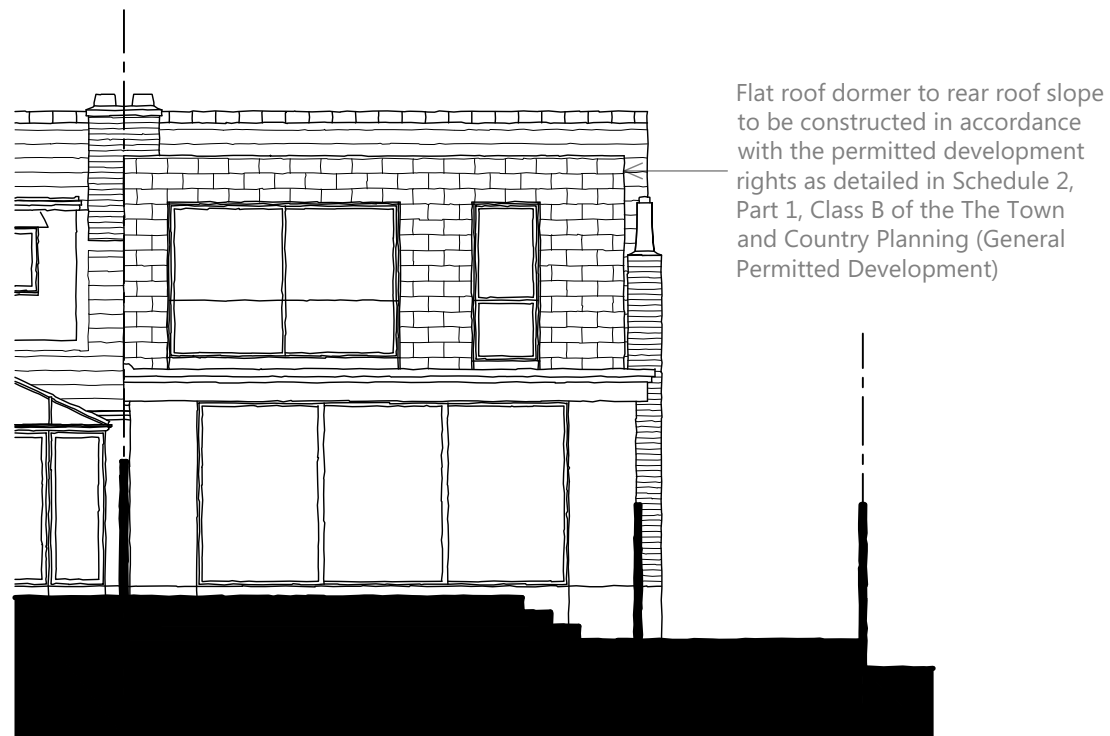 Flat roof dormer to rear roof slope
to be constructed in accordance
with the permitted development
rights as detailed in Schedule 2,
Part 1, Class B of the The Town
and Country Planning (General
Permitted Development)